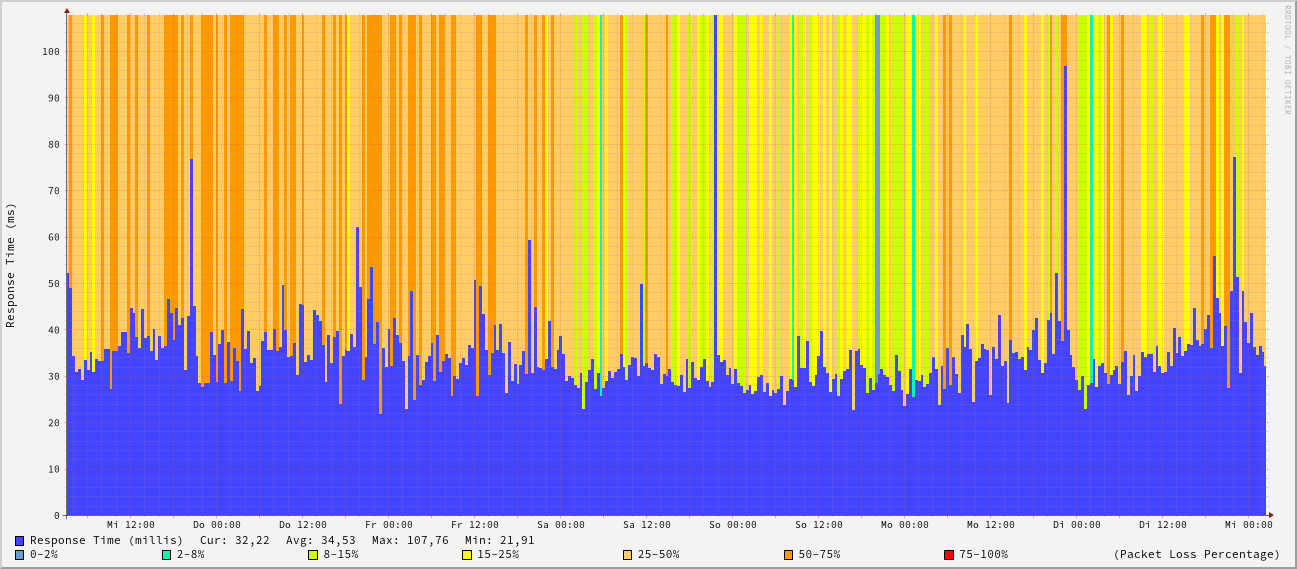 RRDTOOL / TOBI OETIKER
Response Time (ms)
100
90
80
70
60
50
40
30
20
10
0
Mi 12:00 Do 00:00 Do 12:00 Fr 00:00 Fr 12:00 Sa 00:00 Sa 12:00 So 00:00 So 12:00 Mo 00:00 Mo 12:00 Di 00:00 Di 12:00 Mi 00:00
Response Time (millis) Cur: 32,22 Avg: 34,53 Max: 107,76 Min: 21,91
0-2% 2-8% 8-15% 15-25% 25-50% 50-75% 75-100% (Packet Loss Percentage)